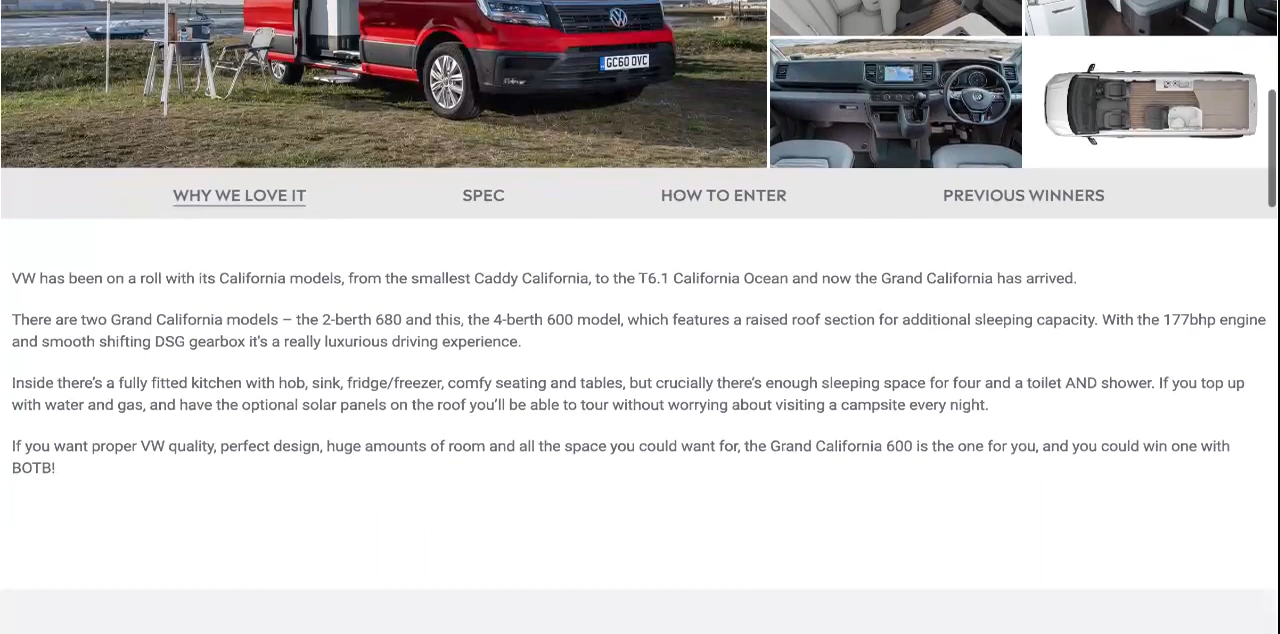 GC60 OVC
WHY WE LOVE IT
SPEC
HOW TO ENTER
PREVIOUS WINNERS
VW has been on a roll with its California models, from the smallest Caddy California, to the T6.1 California Ocean and now the Grand California has arrived.
There are two Grand California models – the 2-berth 680 and this, the 4-berth 600 model, which features a raised roof section for additional sleeping capacity. With the 177bhp engine
and smooth shifting DSG gearbox it's a really luxurious driving experience.
Inside there’s a fully fitted kitchen with hob, sink, fridge/freezer, comfy seating and tables, but crucially there’s enough sleeping space for four and a toilet AND shower. If you top up
with water and gas, and have the optional solar panels on the roof you’ll be able to tour without worrying about visiting a campsite every night.
If you want proper VW quality, perfect design, huge amounts of room and all the space you could want for, the Grand California 600 is the one for you, and you could win one with
BOTB!